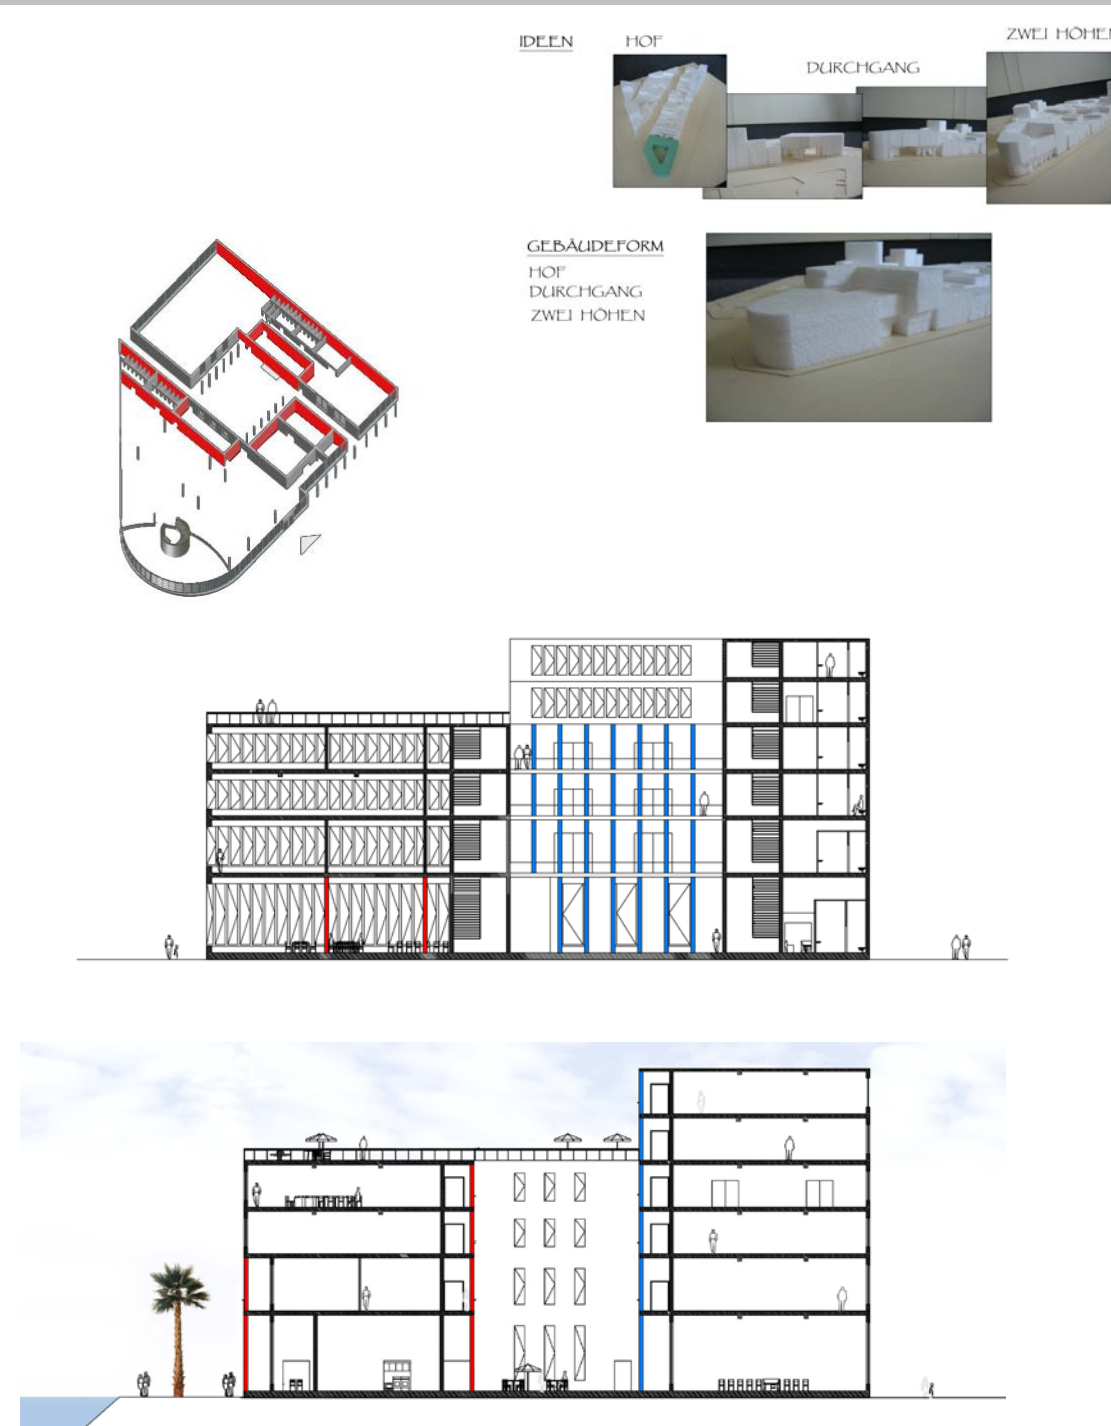 IDEEN
HOF
DURCHGANG
ZWEI HÖHEN
GEBÄUDEFORM
HOF
DURCHGANG
ZWEI HÖHEN